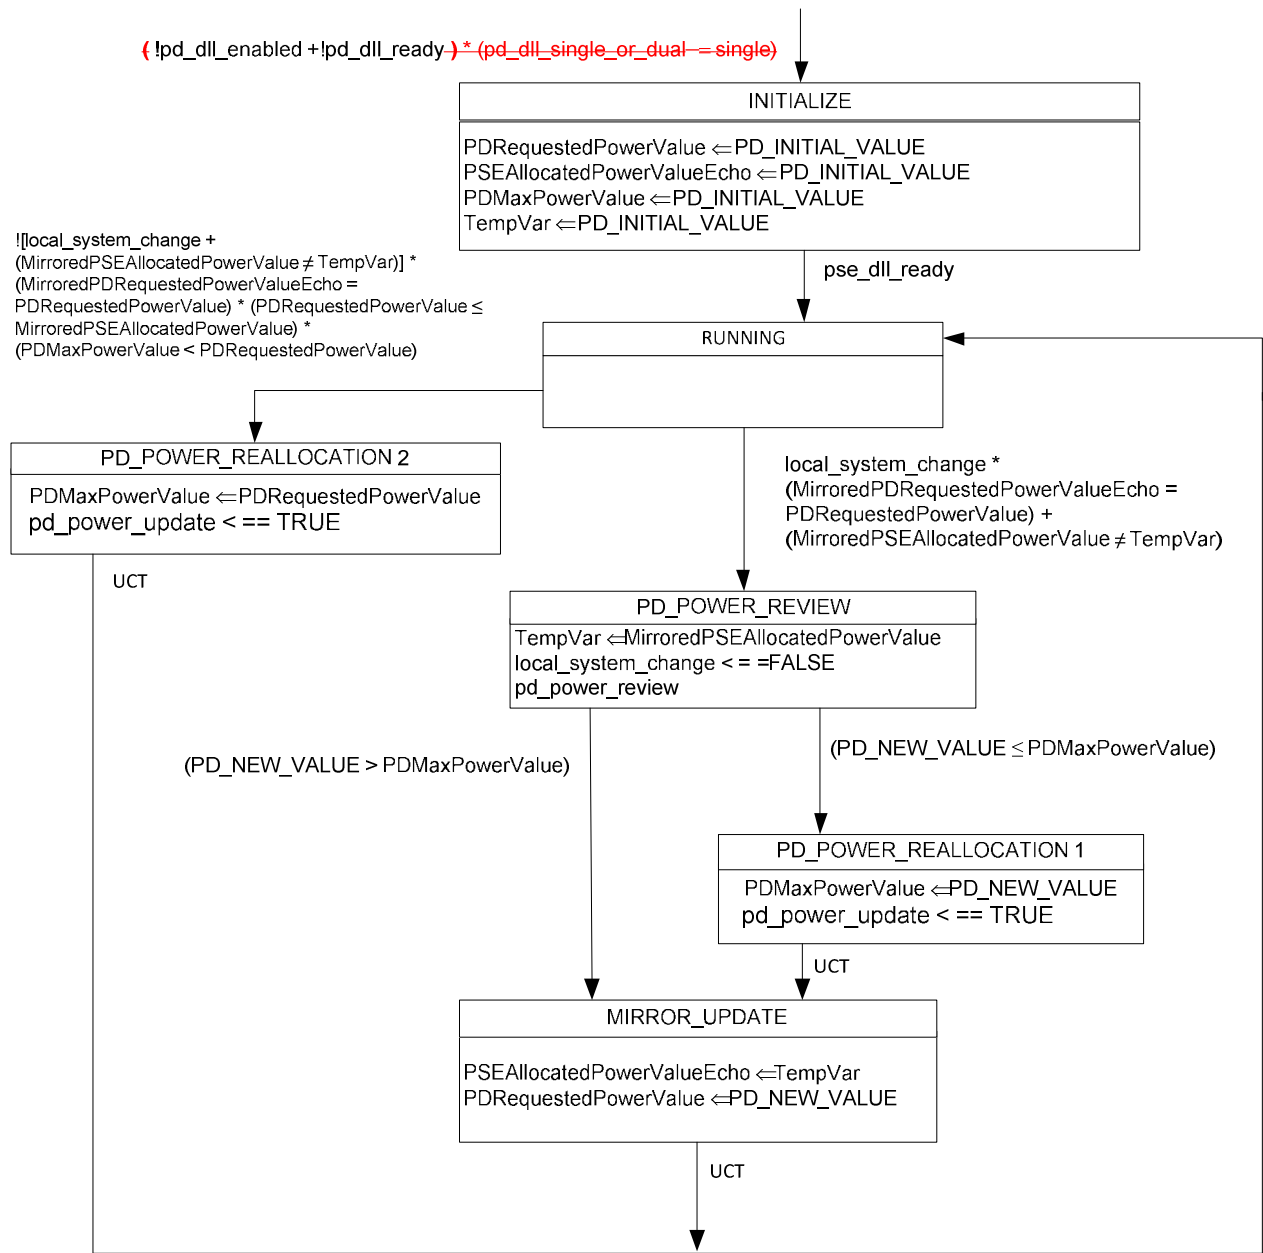 ( !pd_dll_enabled +!pd_dll_ready ) * (pd_dll_single_or_dual = single)
INITIALIZE
PDRequestedPowerValue ⇐ PD_INITIAL_VALUE
PSEAllocatedPowerValueEcho ⇐ PD_INITIAL_VALUE
PDMaxPowerValue ⇐ PD_INITIAL_VALUE
TempVar ⇐ PD_INITIAL_VALUE
pse_dll_ready
![local_system_change +
(MirroredPSEAllocatedPowerValue ≠ TempVar)] *
(MirroredPDRequestedPowerValueEcho =
PDRequestedPowerValue) * (PDRequestedPowerValue ≤
MirroredPSEAllocatedPowerValue) *
(PDMaxPowerValue < PDRequestedPowerValue)
RUNNING
PD_POWER_REALLOCATION 2
PDMaxPowerValue ⇐ PDRequestedPowerValue
pd_power_update < == TRUE
UCT
local_system_change *
(MirroredPDRequestedPowerValueEcho =
PDRequestedPowerValue) +
(MirroredPSEAllocatedPowerValue ≠ TempVar)
PD_POWER_REVIEW
TempVar ⇐ MirroredPSEAllocatedPowerValue
local_system_change < = =FALSE
pd_power_review
(PD_NEW_VALUE > PDMaxPowerValue)
(PD_NEW_VALUE ≤ PDMaxPowerValue)
PD_POWER_REALLOCATION 1
PDMaxPowerValue ⇐ PD_NEW_VALUE
pd_power_update < == TRUE
UCT
MIRROR_UPDATE
PSEAllocatedPowerValueEcho ⇐ TempVar
PDRequestedPowerValue ⇐ PD_NEW_VALUE
UCT